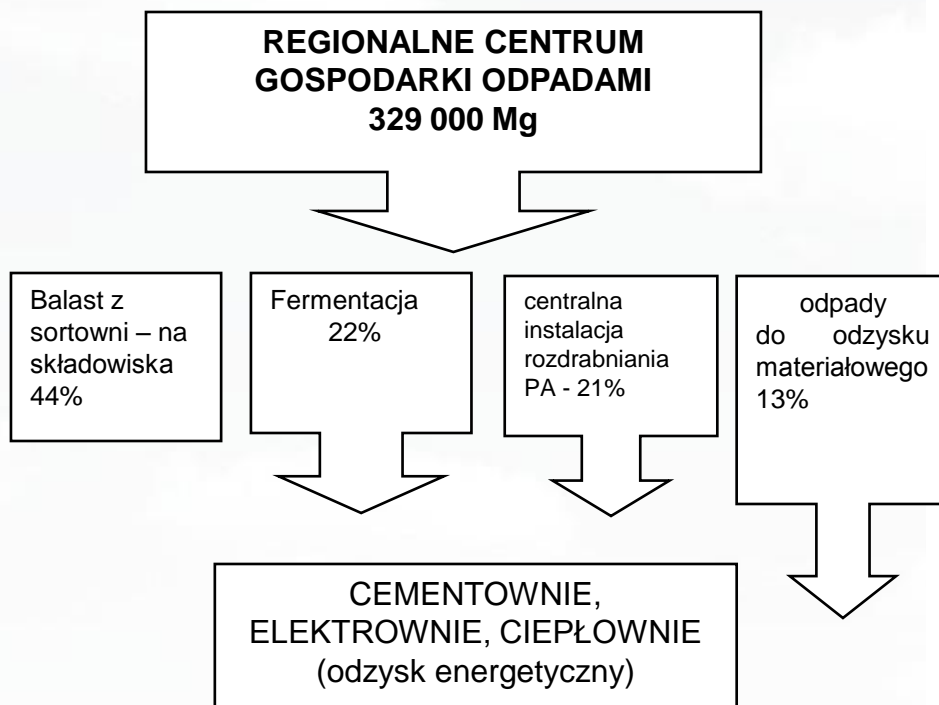 REGIONALNE CENTRUM
GOSPODARKI ODPADAMI
329 000 Mg
Balast z
sortowni – na
składowiska
44%
Fermentacja
22%
centralna
instalacja
rozdrabniania
PA - 21%
odpady
do odzysku
materiałowego
13%
CEMENTOWNIE,
ELEKTROWNIE, CIEPŁOWNIE
(odzysk energetyczny)